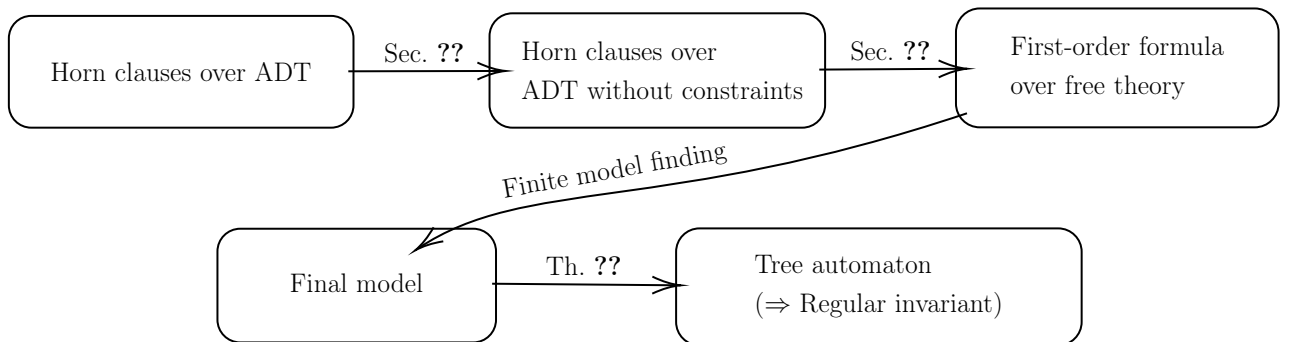 Horn clauses over ADT
Sec. ??
Horn clauses over
ADT without constraints
Sec. ??
First-order formula
over free theory
Finite model finding
Final model
Th. ??
Tree automaton
(⇒ Regular invariant)